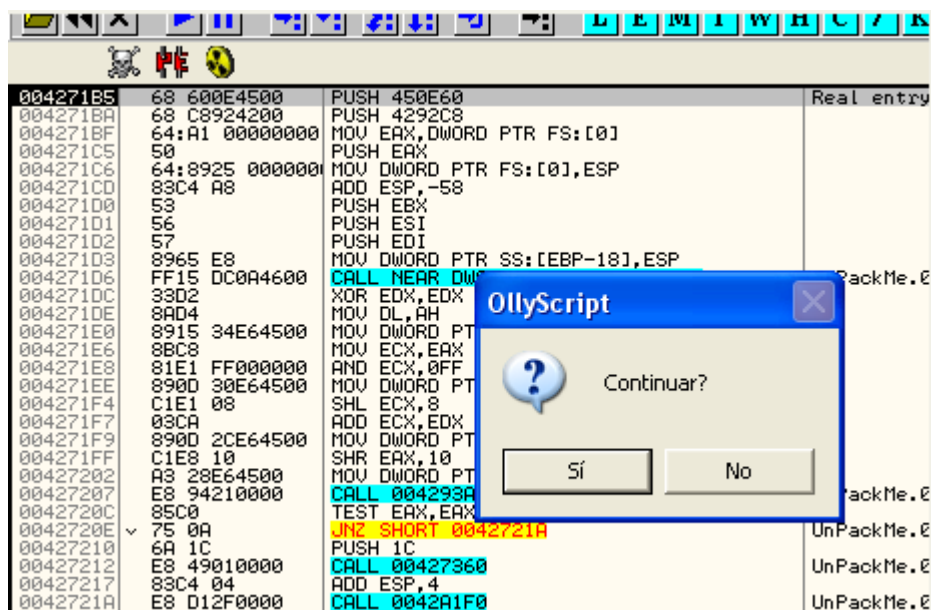 L E M T W H C / K
004271B5 68 600E4500 PUSH 450E60 Real entry
004271BA 68 C8924200 PUSH 4292C8
004271BF 64:A1 00000000 MOV EAX,DWORD PTR FS:[0]
004271C5 50 PUSH EAX
004271C6 64:8925 000000 MOV DWORD PTR FS:[0],ESP
004271CD 83C4 A8 ADD ESP,-58
004271D0 53 PUSH EBX
004271D1 56 PUSH ESI
004271D2 57 PUSH EDI
004271D3 8965 E8 MOV DWORD PTR SS:[EBP-18],ESP
004271D6 FF15 DC0A4600 CALL NEAR DW
004271DC 33D2 XOR EDX,EDX
004271DE 8AD4 MOV DL,AH
004271E0 8915 34E64500 MOV DWORD PT
004271E6 8BC8 MOV ECX,EAX
004271E8 81E1 FF000000 AND ECX,0FF
004271EE 890D 30E64500 MOV DWORD PT
004271F4 C1E1 08 SHL ECX,8
004271F7 03CA ADD ECX,EDX
004271F9 890D 2CE64500 MOV DWORD PT
004271FF C1E8 10 SHR EAX,10
00427202 A3 28E64500 MOV DWORD PT
00427207 E8 94210000 CALL 004293A
0042720C 85C0 TEST EAX,EAX
0042720E 75 0A JNZ SHORT 0042721A UnPackMe.0
00427210 6A 1C PUSH 1C
00427212 E8 49010000 CALL 00427360 UnPackMe.0
00427217 83C4 04 ADD ESP,4
0042721A E8 D12F0000 CALL 0042A1F0 UnPackMe.0
OllyScript
Continuar?
Sí No